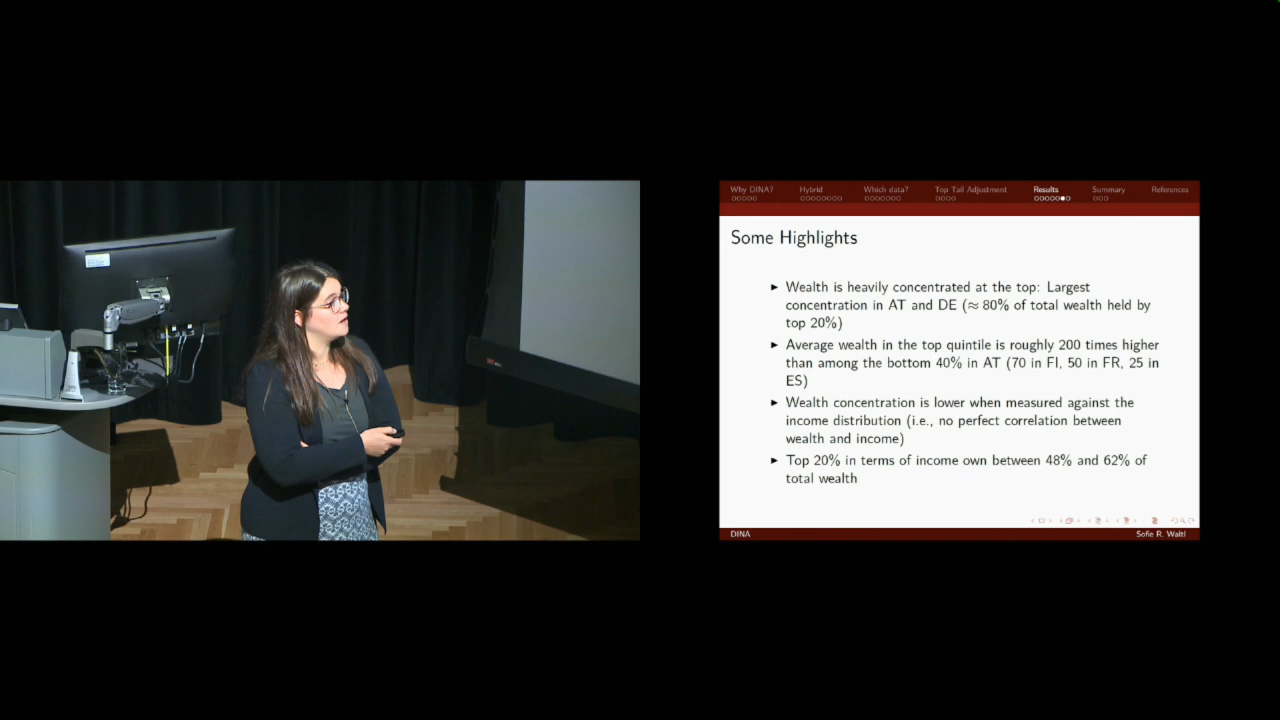 Why DINA?
Hybrid
Which data?
Top Tail Adjustment
Results
Summary
References
Some Highlights
Wealth is heavily concentrated at the top: Largest
concentration in AT and DE (≈ 80% of total wealth held by
top 20%)
Average wealth in the top quintile is roughly 200 times higher
than among the bottom 40% in AT (70 in FI, 50 in FR, 25 in
ES)
Wealth concentration is lower when measured against the
income distribution (i.e., no perfect correlation between
wealth and income)
Top 20% in terms of income own between 48% and 62% of
total wealth
DINA
Sofie R. Waltl